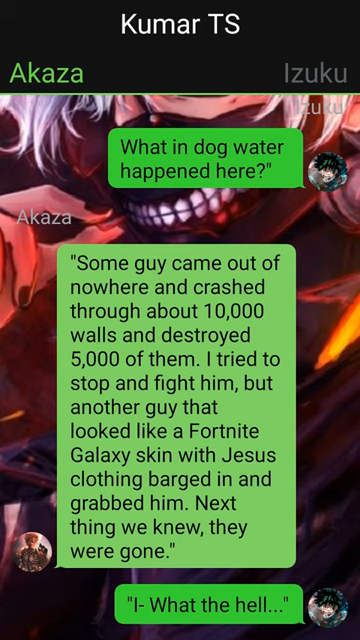 Kumar TS
Akaza
Izuku
Izuku
What in dog water
happened here?"
Akaza
"Some guy came out of
nowhere and crashed
through about 10,000
walls and destroyed
5,000 of them. I tried to
stop and fight him, but
another guy that
looked like a Fortnite
Galaxy skin with Jesus
clothing barged in and
grabbed him. Next
thing we knew, they
were gone."
"I- What the hell..."